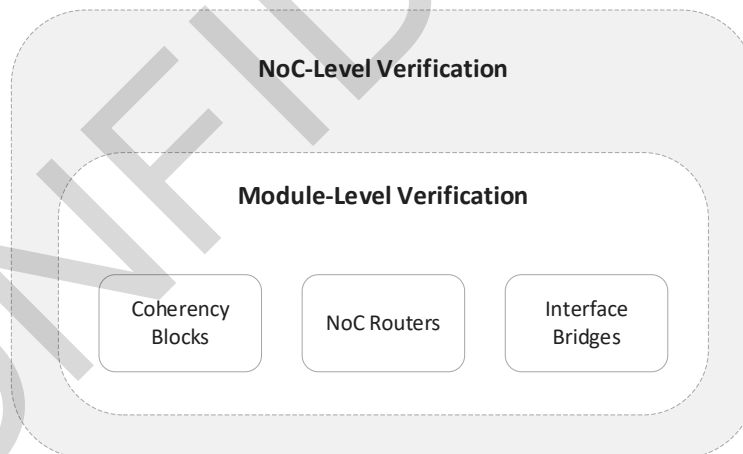 NoC-Level Verification
Module-Level Verification
Coherency
Blocks
NoC Routers
Interface
Bridges